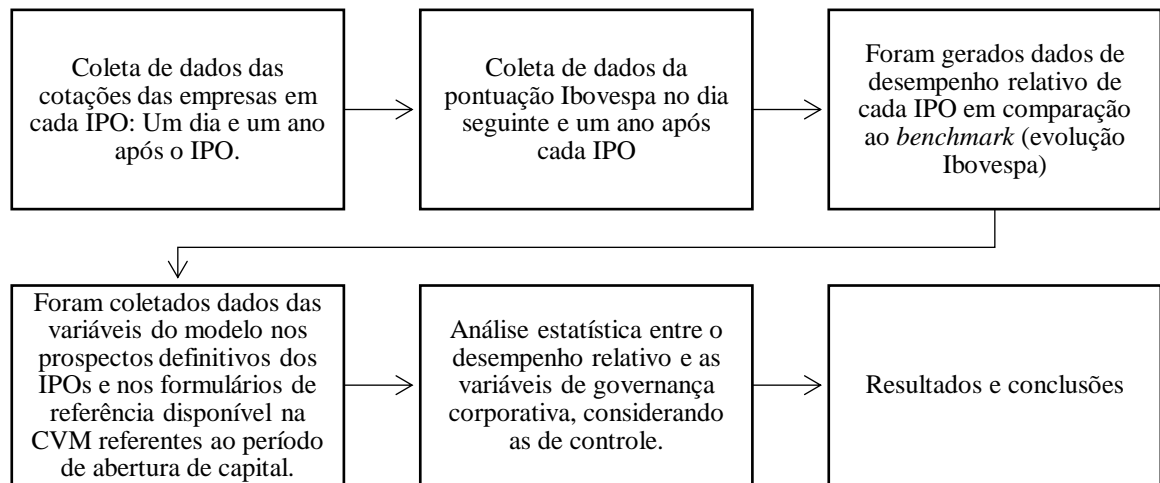 Coleta de dados das
cotações das empresas em
cada IPO: Um dia e um ano
após o IPO.
Coleta de dados da
pontuação Ibovespa no dia
seguinte e um ano após
cada IPO
Foram gerados dados de
desempenho relativo de
cada IPO em comparação
ao benchmark (evolução
Ibovespa)
Foram coletados dados das
variáveis do modelo nos
prospectos definitivos dos
IPOs e nos formulários de
referência disponível na
CVM referentes ao período
de abertura de capital.
Análise estatística entre o
desempenho relativo e as
variáveis de governança
corporativa, considerando
as de controle.
Resultados e conclusões